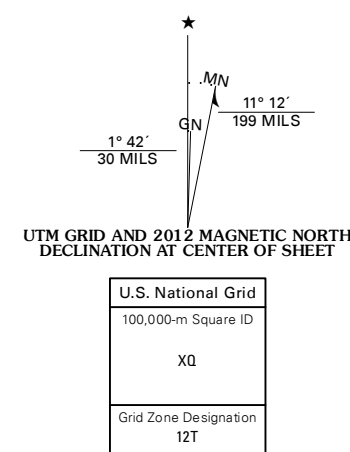 ★
MN
GN
11° 12´
199 MILS
1° 42´
30 MILS
UTM GRID AND 2012 MAGNETIC NORTH
DECLINATION AT CENTER OF SHEET
U.S. National Grid
100,000-m Square ID
XQ
Grid Zone Designation
12T